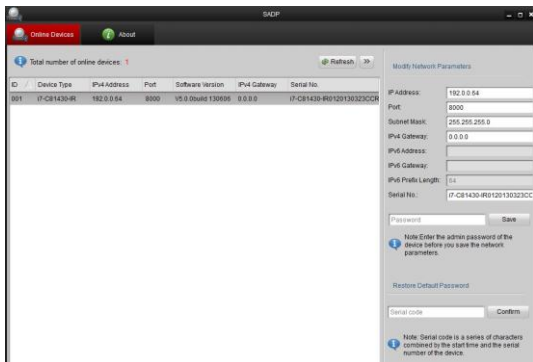 SADP
Online Devices
About
Total number of online devices: 1
Refresh
ID Device Type IPv4 Address Port Software Version IPv4 Gateway Serial No.
001 i7-C81430-IR 192.0.0.64 8000 V5.0.0build 130606 0.0.0.0 i7-C81430-IR0120130323CCR
Modify Network Parameters
IP Address: 192.0.0.64
Port: 8000
Subnet Mask: 255.255.255.0
IPv4 Gateway: 0.0.0.0
IPv6 Address:
IPv6 Gateway:
IPv6 Prefix Length: 64
Serial No.: i7-C81430-IR0120130323CC
Password Save
Note:Enter the admin password of the
device before you save the network
parameters.
Restore Default Password
Serial code Confirm
Note: Serial code is a series of characters
combined by the start time and the serial
number of the device.